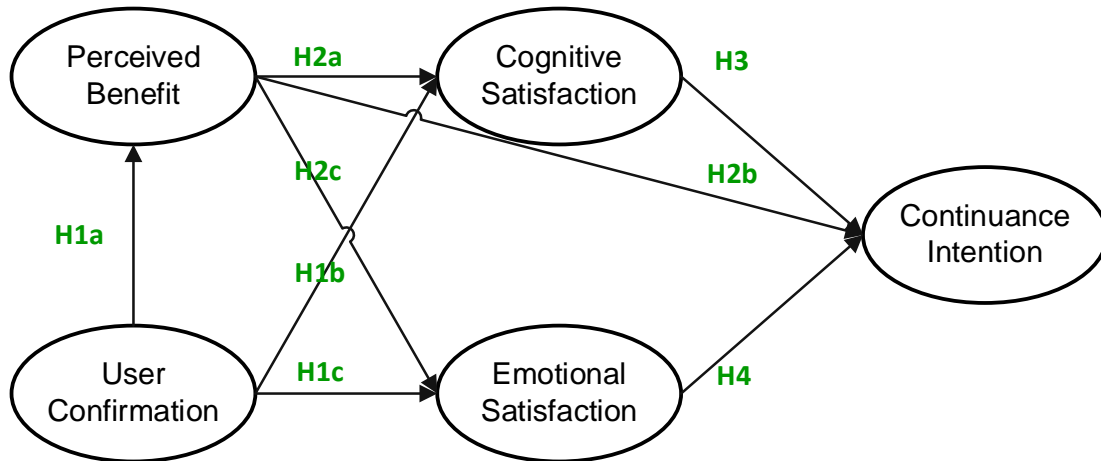 Perceived
Benefit
H2a
Cognitive
Satisfaction
H3
H2c
H2b
Continuance
Intention
H1a
H1b
User
Confirmation
H1c
Emotional
Satisfaction
H4